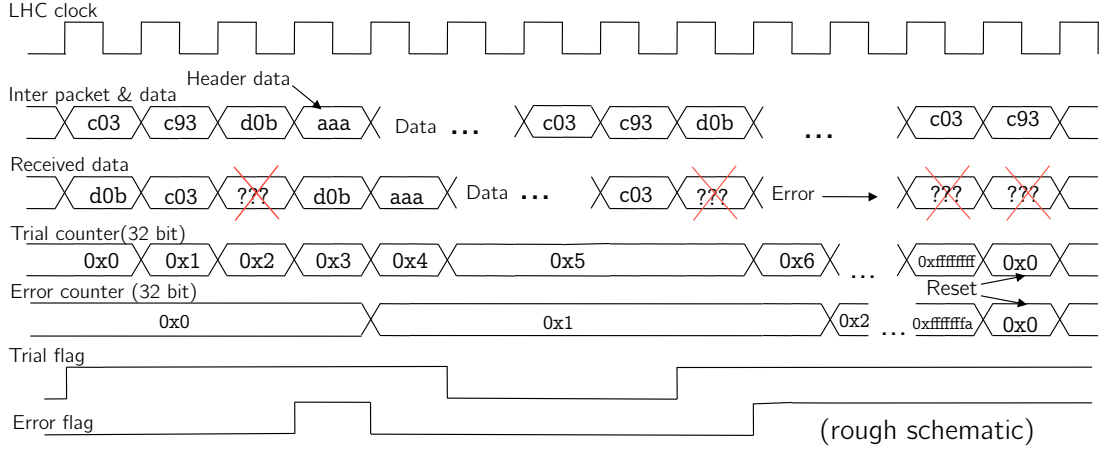 LHC clock
Header data
Inter packet & data
c03 c93 d0b aaa Data ... c03 c93 d0b ... c03 c93
Received data
d0b c03 ??? d0b aaa Data ... c03 ??? Error ??? ???
Trial counter(32 bit)
0x0 0x1 0x2 0x3 0x4 0x5 0x6 ... 0xffffffff 0x0
Reset
Error counter (32 bit)
0x0 0x1 0x2 ... 0xfffffffa 0x0
Trial flag
Error flag
(rough schematic)